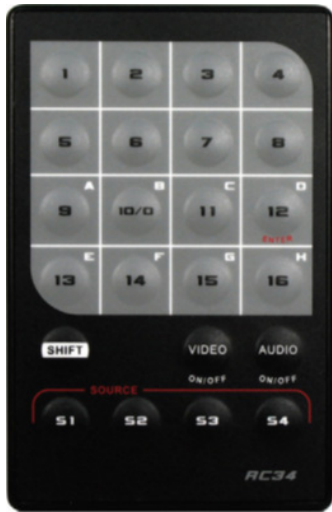 1 2 3 4
5 6 7 8
A B C D
9 10/0 11 12
ENTER
E F G H
13 14 15 16
SHIFT VIDEO AUDIO
ON/OFF ON/OFF
SOURCE
S1 S2 S3 S4
RC34